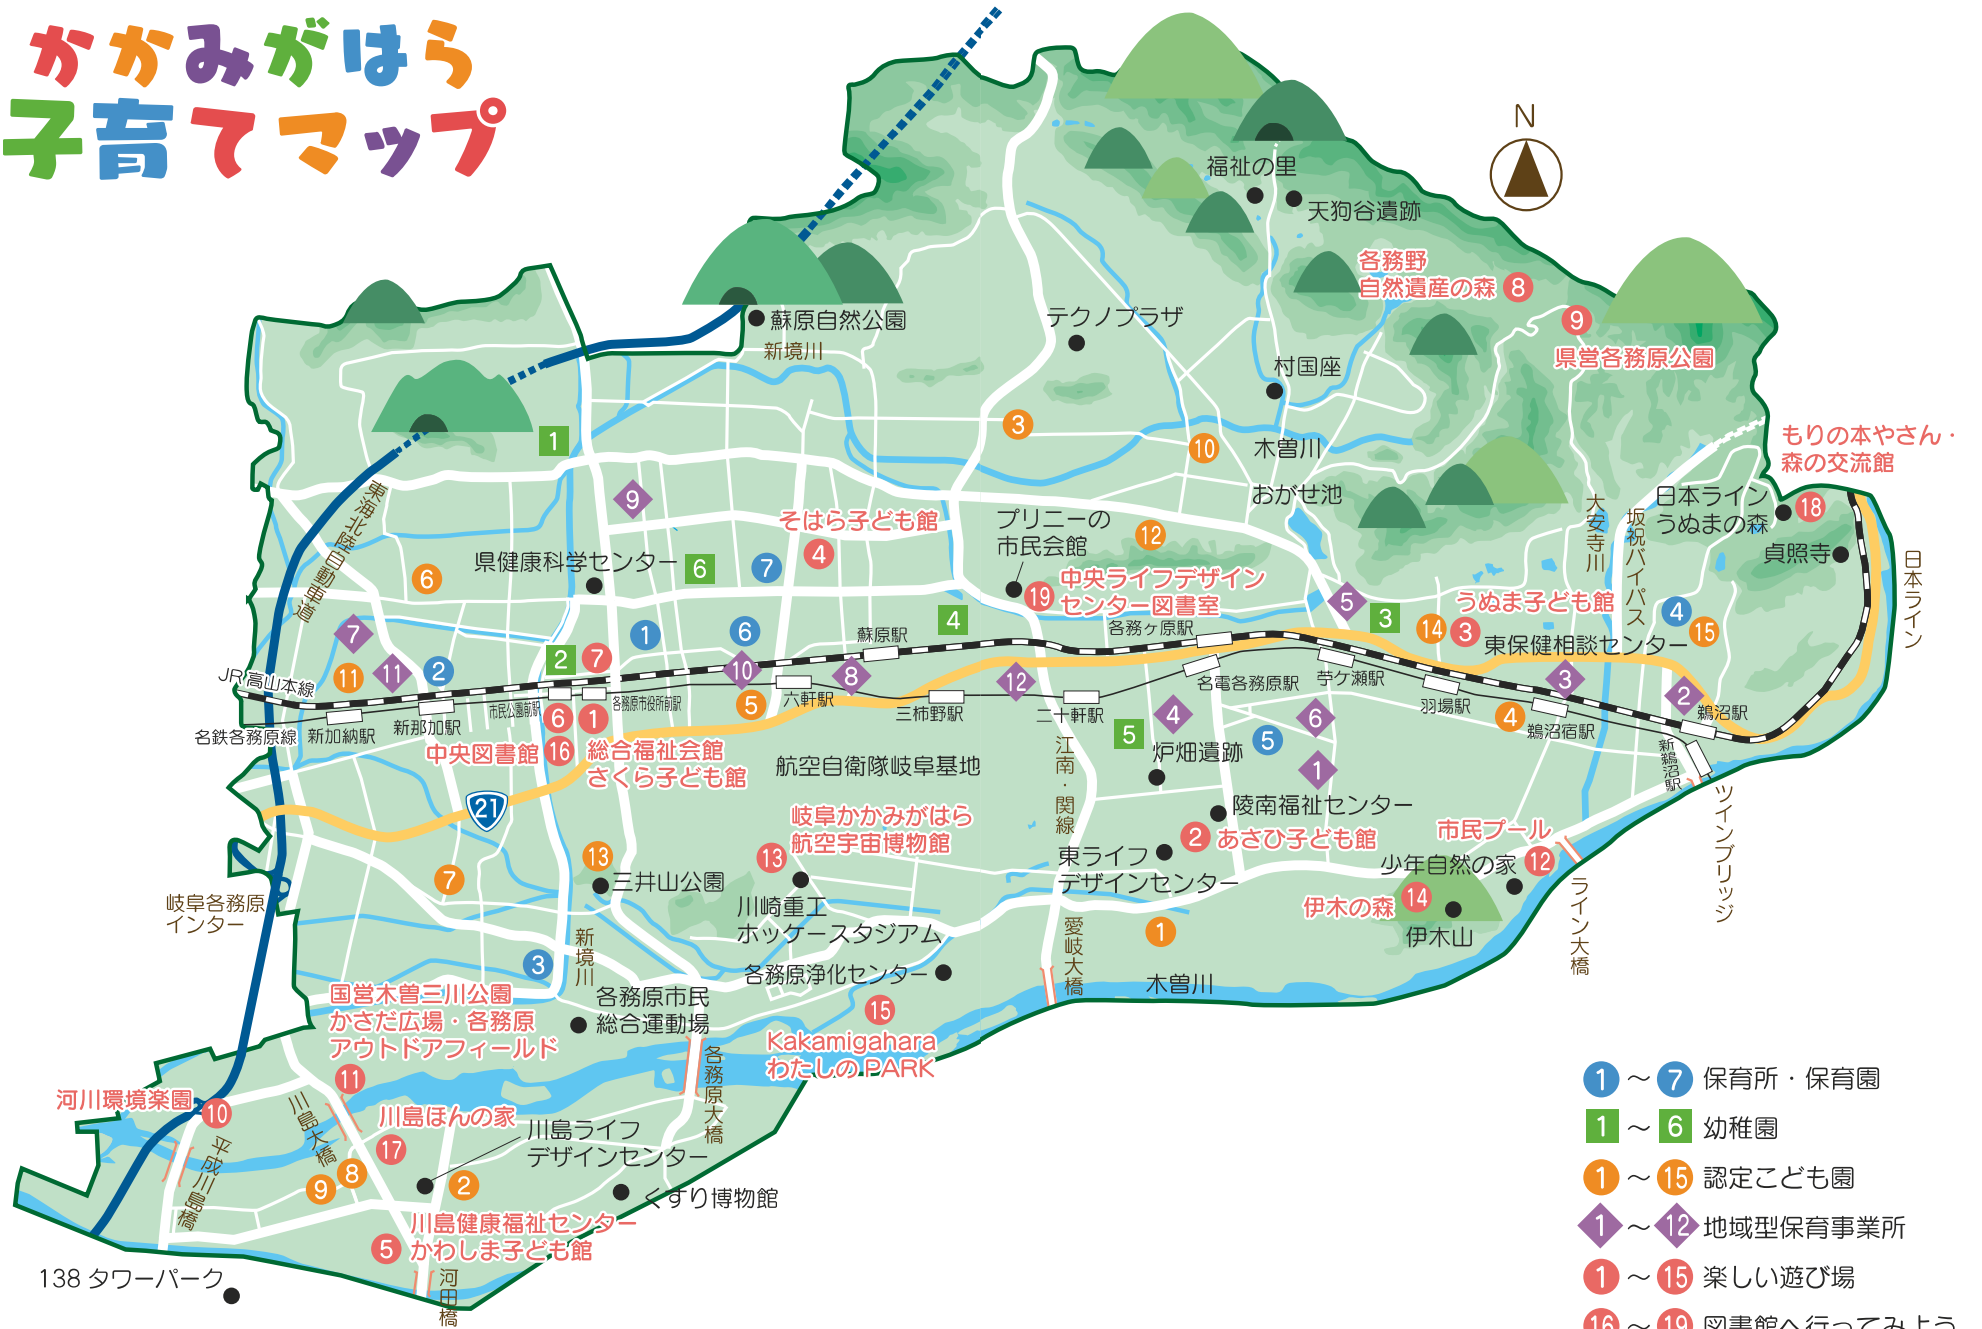 かかみがはら
子育てマップ
N
福祉の里
天狗谷遺跡
各務野
自然遺産の森 8
9
県営各務原公園
蘇原自然公園
新境川
テクノプラザ
村国座
1
3
10
木曽川
おがせ池
もりの本やさん・
森の交流館
18
日本ライン
うぬまの森
貞照寺
日本ライン
大安寺川
坂祝バイパス
東海北陸自動車道
9
そはら子ども館
4
プリニーの
市民会館
12
県健康科学センター
6
7
6
19
中央ライフデザイン
センター図書室
各務ヶ原駅
5
3
うぬま子ども館
14
3
4
15
東保健相談センター
7
11
11
2
2
7
1
6
10
8
蘇原駅
4
JR高山本線
名鉄各務原線
新加納駅
新那加駅
市民公園前駅
各務原市役所前駅
六軒駅
5
三柿野駅
12
二十軒駅
名電各務原駅
苧ケ瀬駅
羽場駅
3
2
鵜沼駅
4
鵜沼宿駅
新鵜沼駅
6
1
中央図書館 16
総合福祉会館
さくら子ども館
航空自衛隊岐阜基地
江南・関線
5
4
炉畑遺跡
5
6
1
21
岐阜かかみがはら
航空宇宙博物館
13
陵南福祉センター
2 あさひ子ども館
東ライフ
デザインセンター
市民プール
12
少年自然の家
ツインブリッジ
ライン大橋
伊木の森 14
伊木山
7
13
三井山公園
川崎重工
ホッケースタジアム
岐阜各務原
インター
各務原浄化センター
愛岐大橋
1
木曽川
3
新境川
国営木曽三川公園
かさだ広場・各務原
アウトドアフィールド
各務原市民
総合運動場
15
Kakamigahara
わたしのPARK
各務原大橋
11
河川環境楽園 10
川島大橋
川島ほんの家
17
川島ライフ
デザインセンター
平成川島橋
9
8
2
くすり博物館
川島健康福祉センター
かわしま子ども館
5
138タワーパーク
河田橋
1～7 保育所・保育園
1～6 幼稚園
1～15 認定こども園
1～12 地域型保育事業所
1～15 楽しい遊び場
16～19 図書館へ行ってみよう